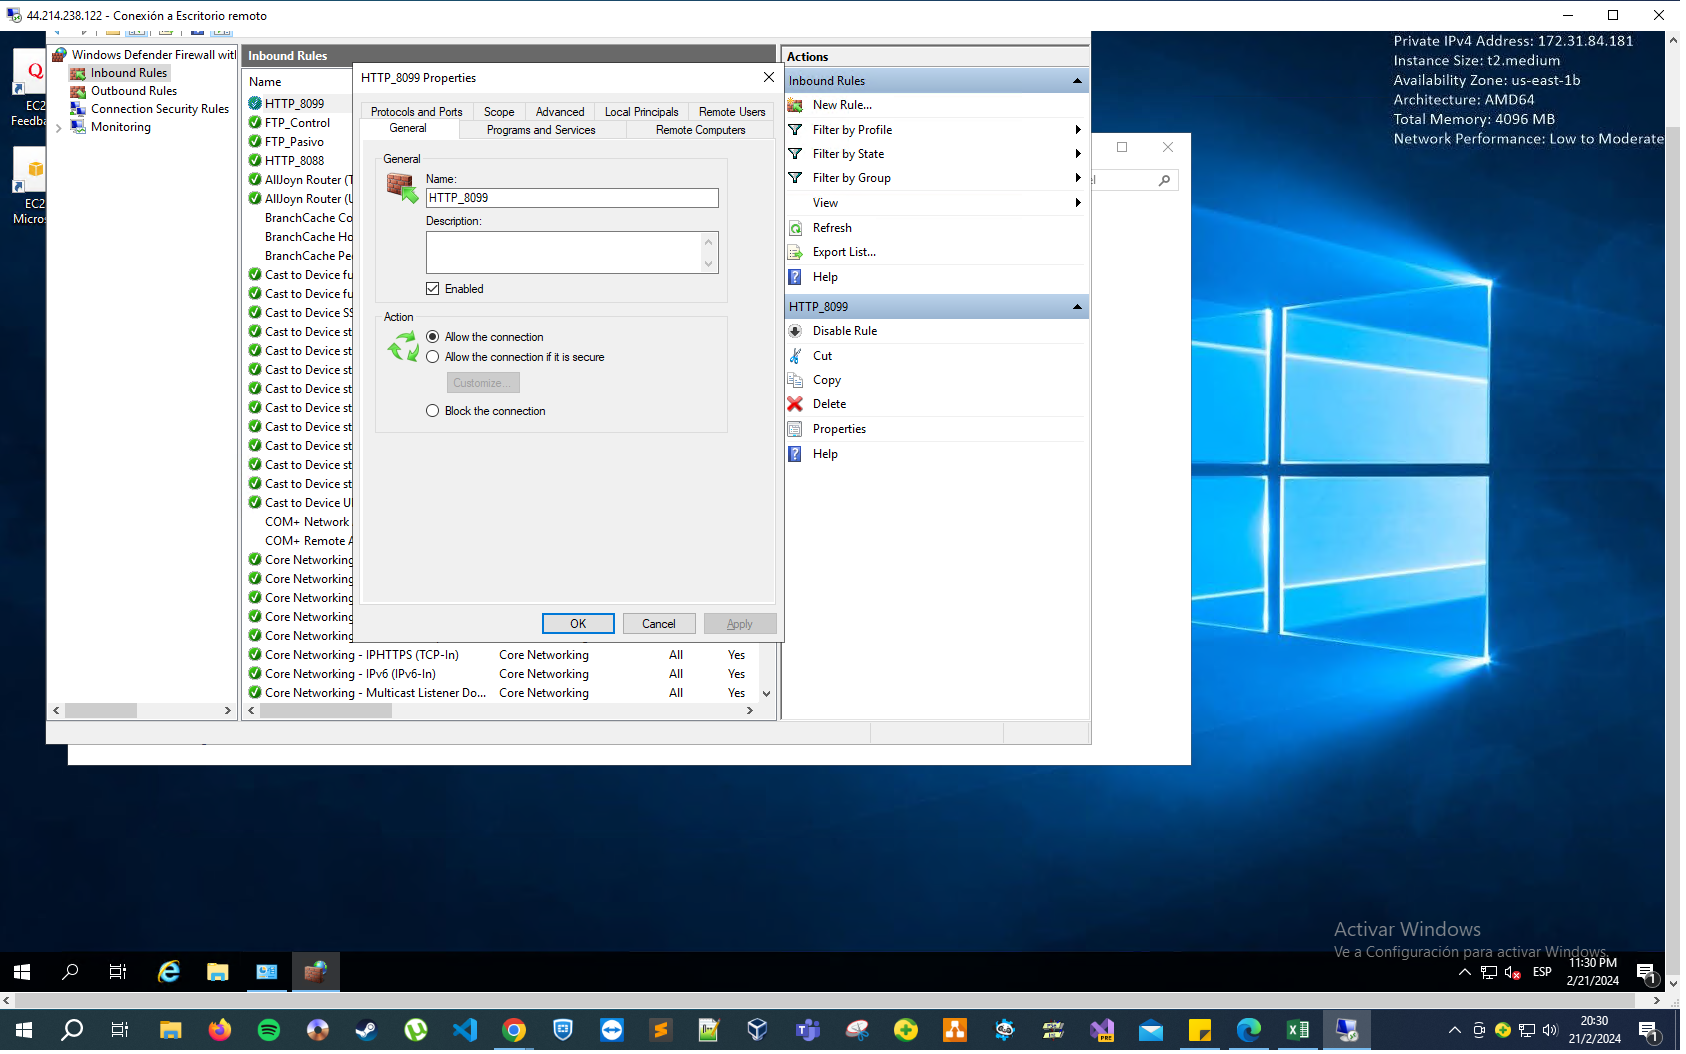 44.214.238.122 - Conexión a Escritorio remoto
Private IPv4 Address: 172.31.84.181
Instance Size: t2.medium
Availability Zone: us-east-1b
Architecture: AMD64
Total Memory: 4096 MB
Network Performance: Low to Moderate
EC2
Feedba
EC2
Micros
Windows Defender Firewall wit
Inbound Rules
Outbound Rules
Connection Security Rules
Monitoring
Inbound Rules
Name
HTTP_8099
FTP_Control
FTP_Pasivo
HTTP_8088
AllJoyn Router (T
AllJoyn Router (U
BranchCache Co
BranchCache Ho
BranchCache Pe
Cast to Device fu
Cast to Device fu
Cast to Device SS
Cast to Device st
Cast to Device st
Cast to Device st
Cast to Device st
Cast to Device st
Cast to Device st
Cast to Device st
Cast to Device st
Cast to Device st
Cast to Device U
COM+ Network
COM+ Remote A
Core Networking
Core Networking
Core Networking
Core Networking
Core Networking
Core Networking - IPHTTPS (TCP-In) Core Networking All Yes
Core Networking - IPv6 (IPv6-In) Core Networking All Yes
Core Networking - Multicast Listener Do... Core Networking All Yes
HTTP_8099 Properties
Protocols and Ports Scope Advanced Local Principals Remote Users
General Programs and Services Remote Computers
General
Name:
HTTP_8099
Description:
Enabled
Action
Allow the connection
Allow the connection if it is secure
Customize...
Block the connection
OK Cancel Apply
Actions
Inbound Rules
New Rule...
Filter by Profile
Filter by State
Filter by Group
View
Refresh
Export List...
Help
HTTP_8099
Disable Rule
Cut
Copy
Delete
Properties
Help
Activar Windows
Ve a Configuración para activar Windows.
ESP
11:30 PM
2/21/2024
1
20:30
21/2/2024
1